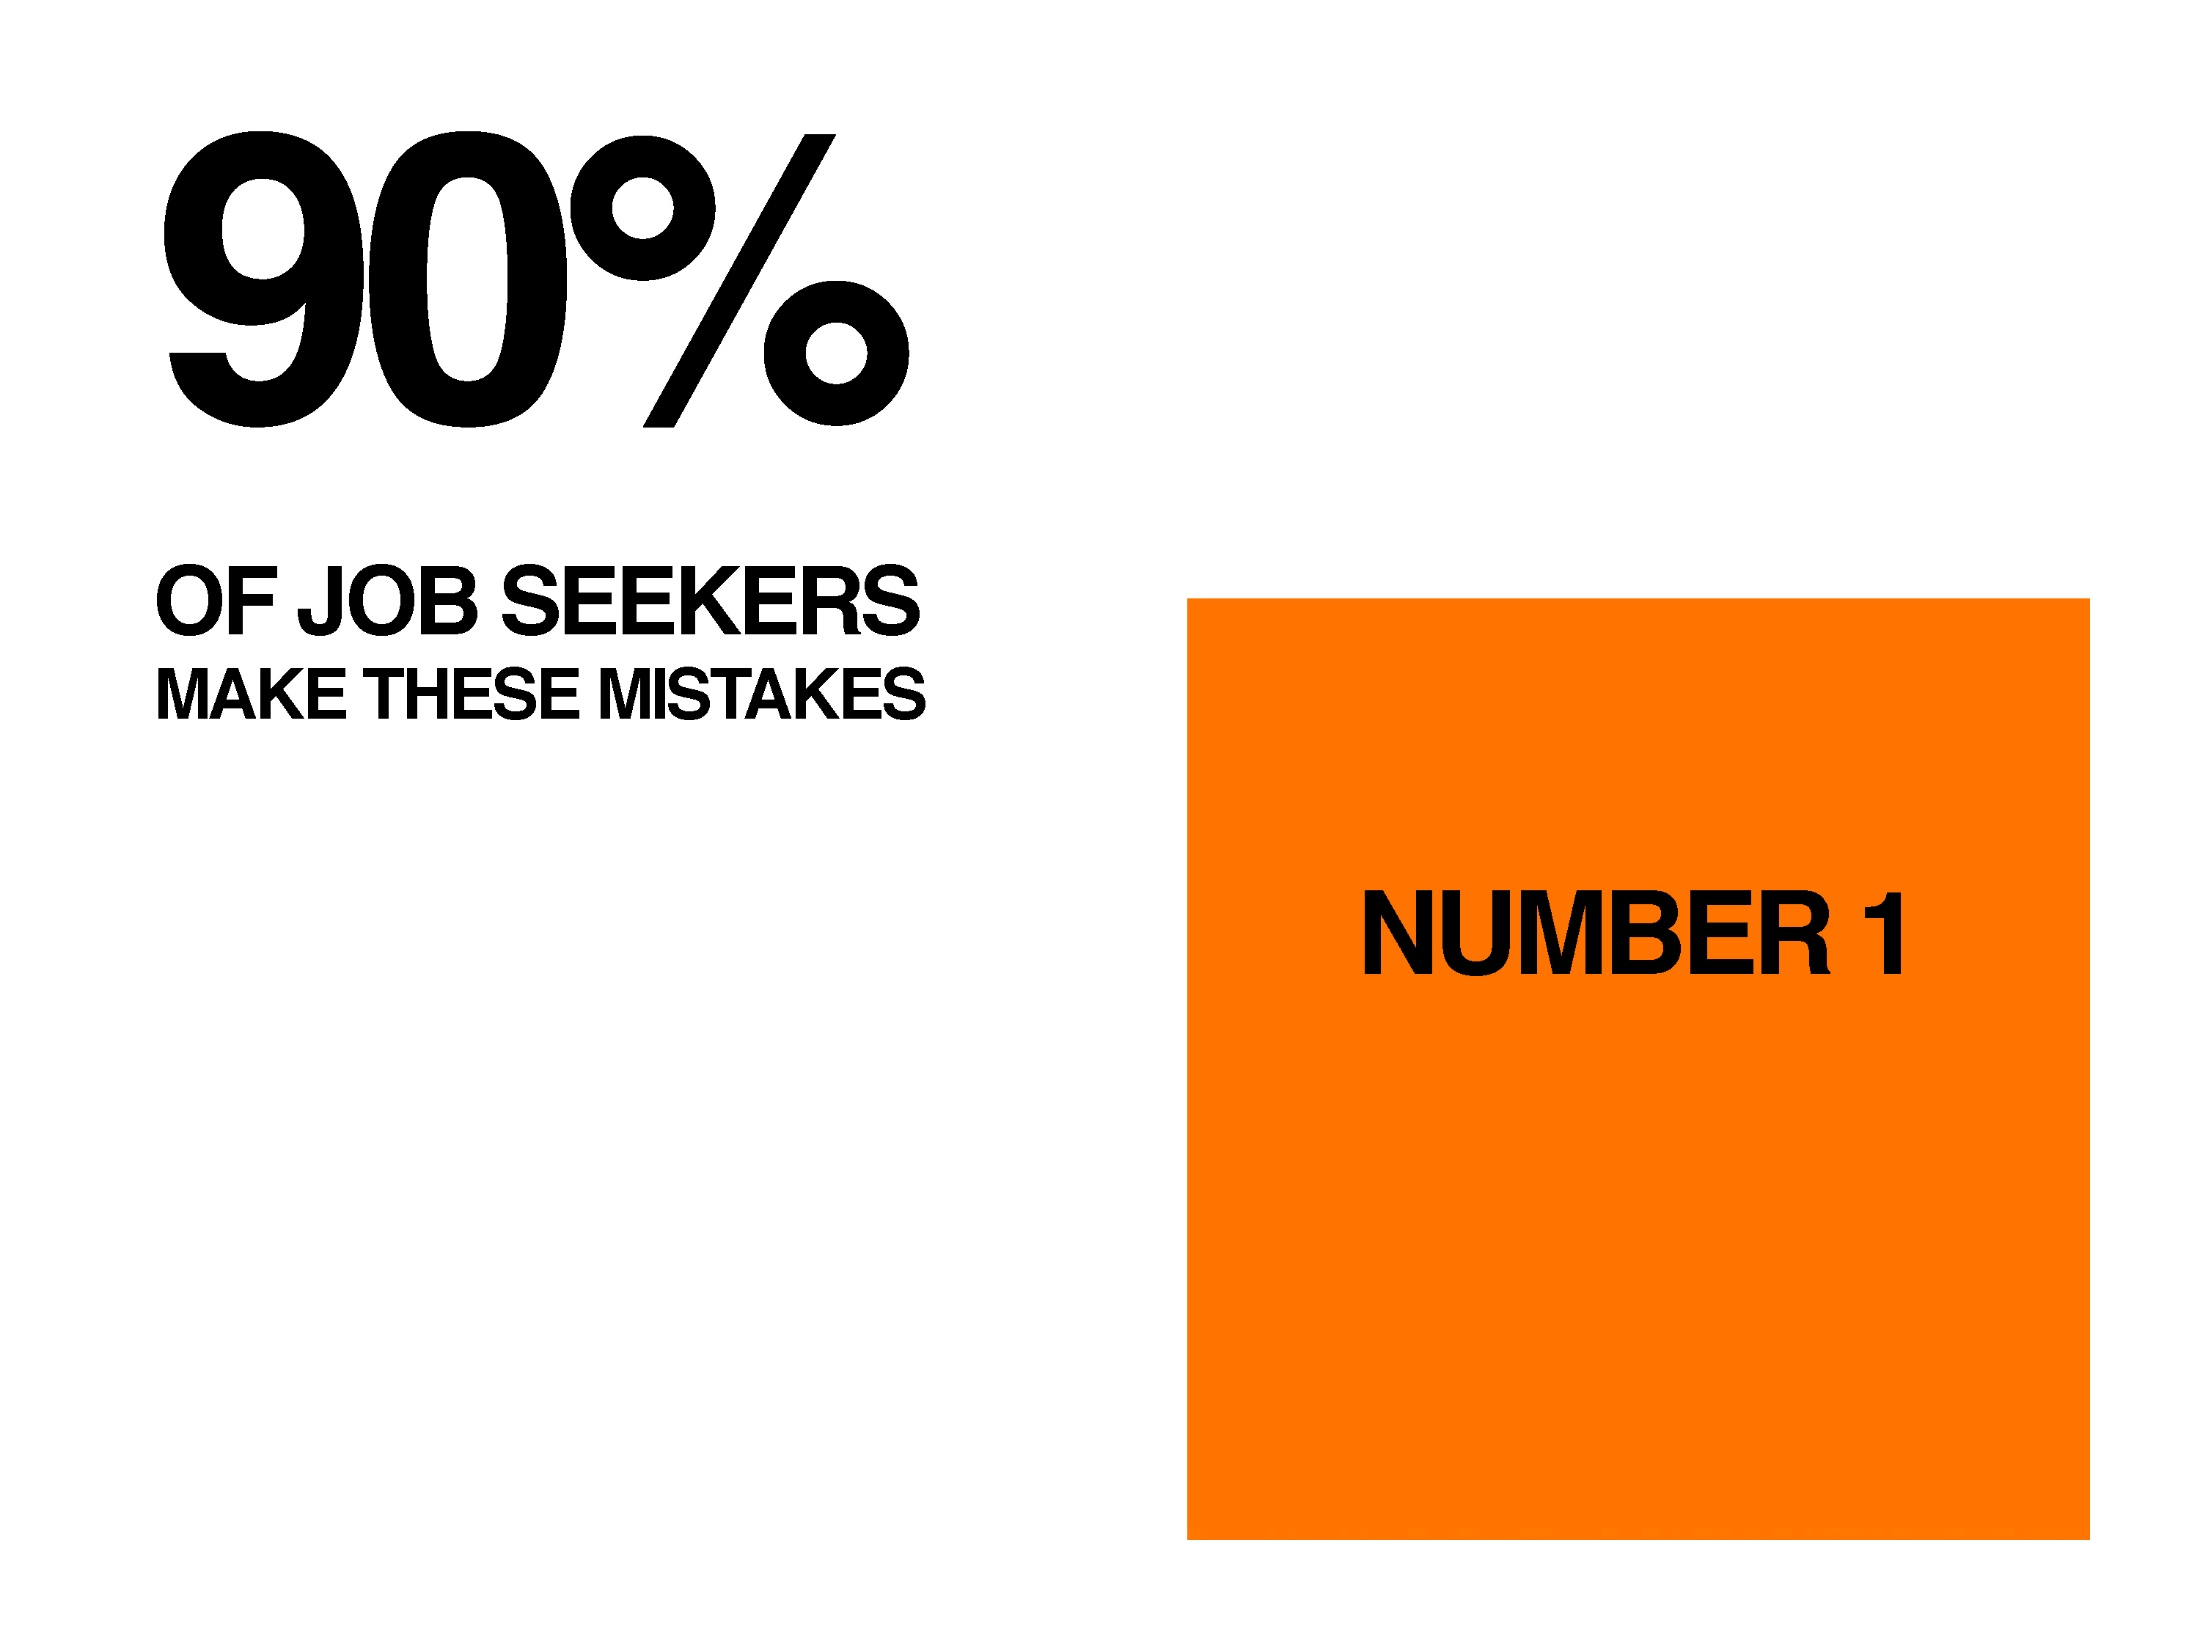 90%
OF JOB SEEKERS
MAKE THESE MISTAKES
NUMBER 1